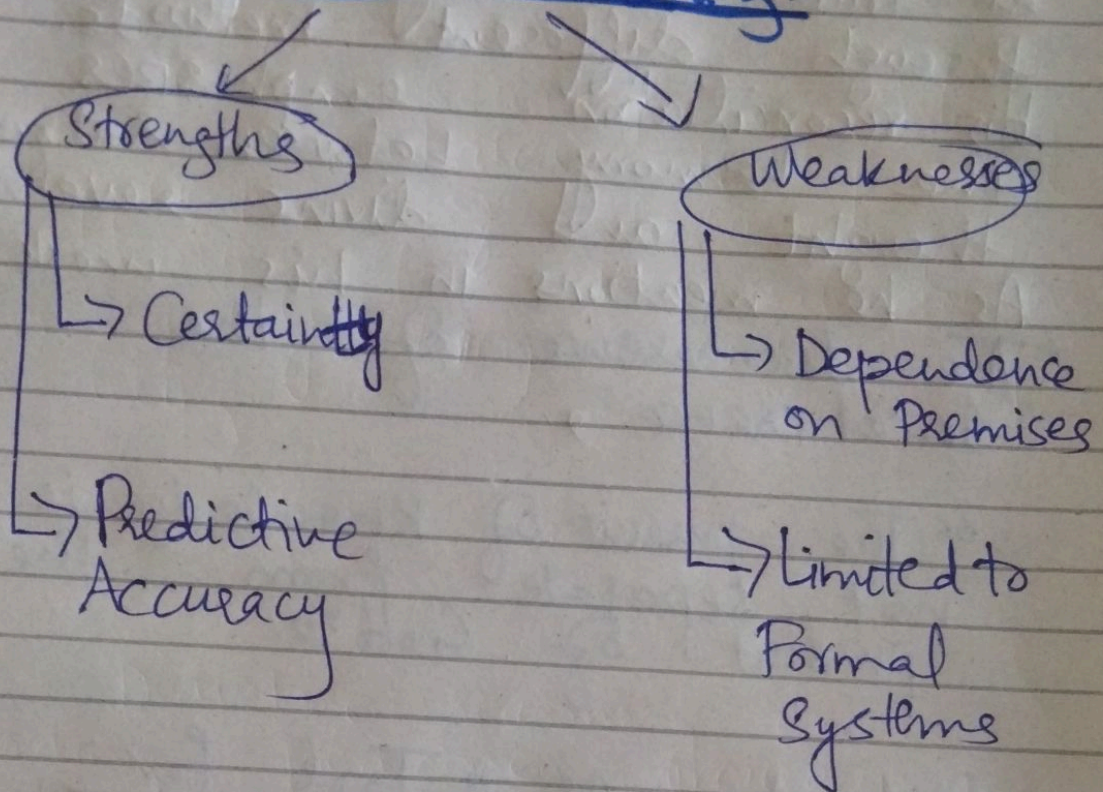 Strengths
Weaknesses
Certainty
Dependence
on Premises
Predictive
Accuracy
Limited to
Formal
Systems